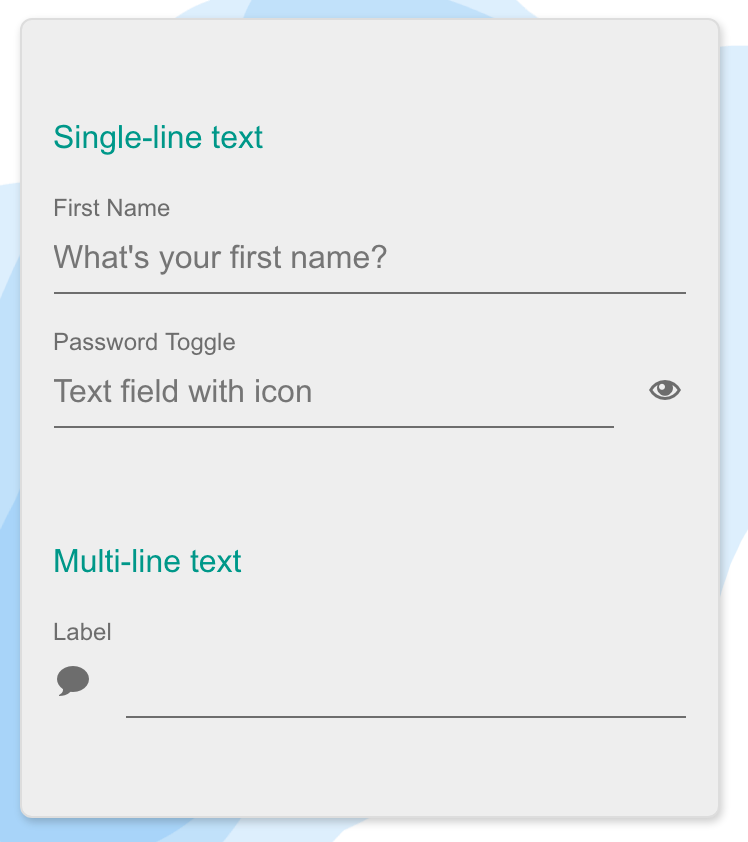 Single-line text
First Name
What's your first name?
Password Toggle
Text field with icon
Multi-line text
Label